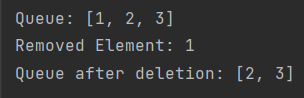 Queue: [1, 2, 3]
Removed Element: 1
Queue after deletion: [2, 3]